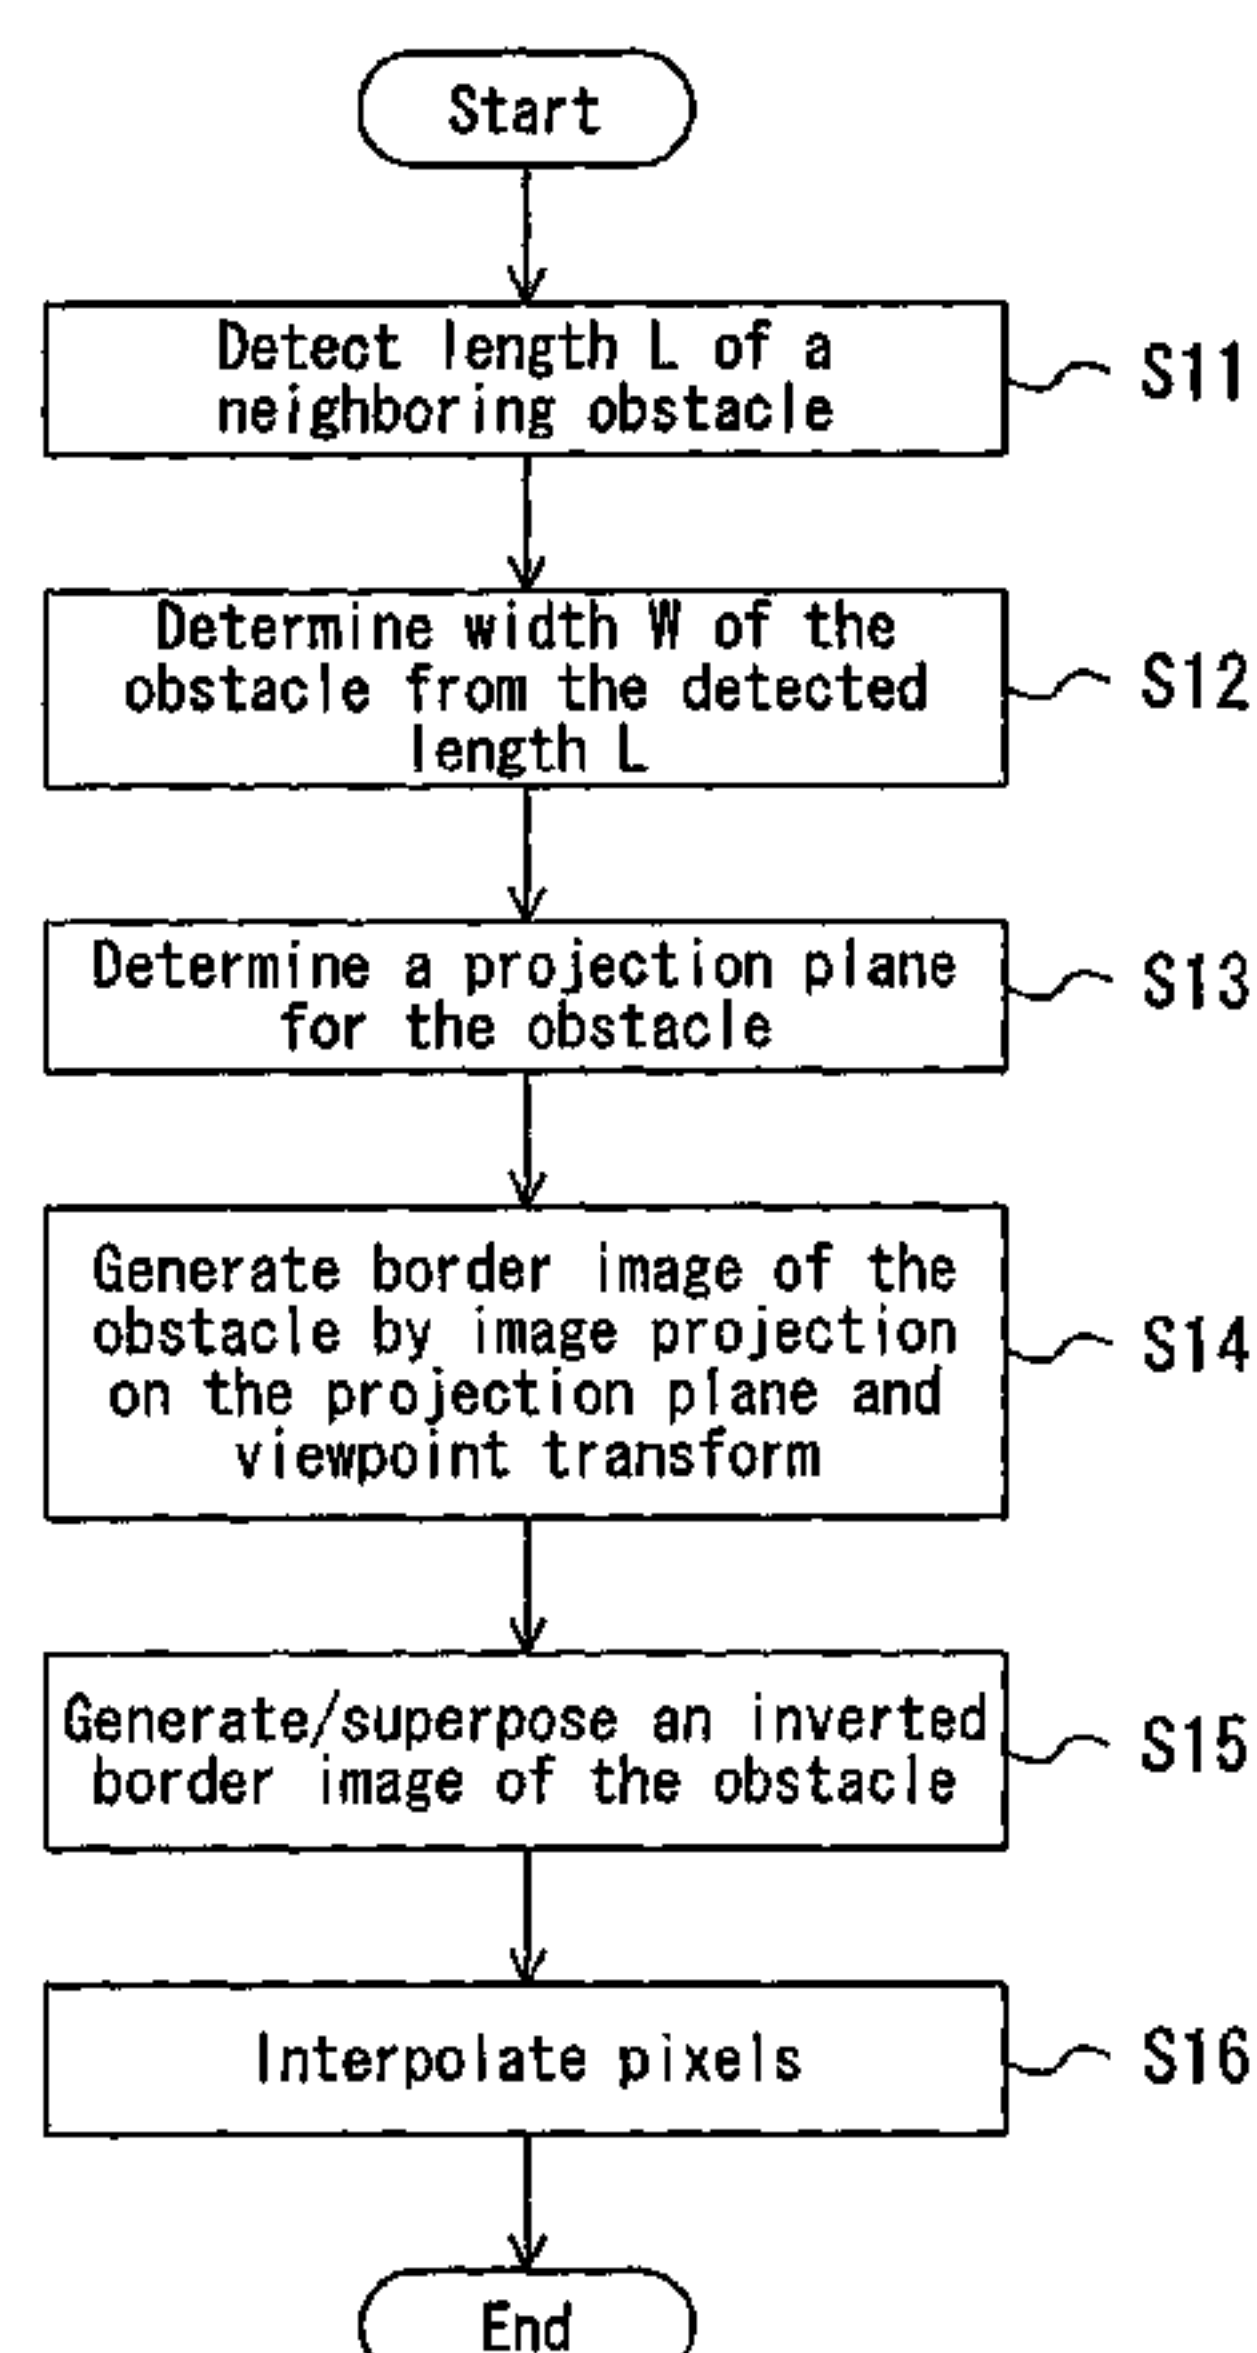 Start
Detect length L of a
neighboring obstacle
S11
Determine width W of the
obstacle from the detected
length L
S12
Determine a projection plane
for the obstacle
S13
Generate border image of the
obstacle by image projection
on the projection plane and
viewpoint transform
S14
Generate/superpose an inverted
border image of the obstacle
S15
Interpolate pixels
S16
End